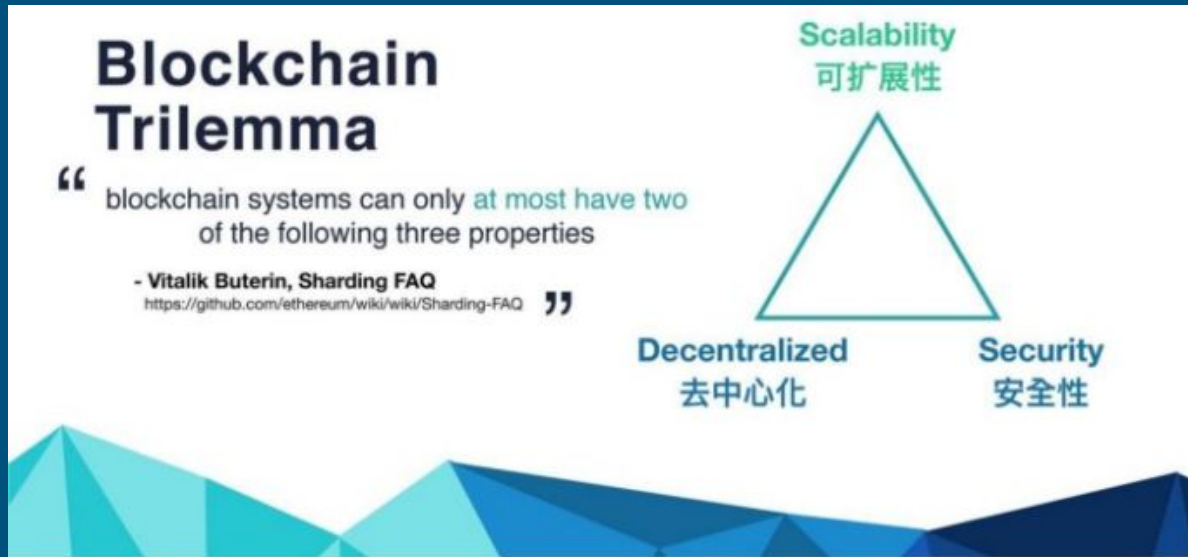 Blockchain
Trilemma
“
blockchain systems can only at most have two
of the following three properties
- Vitalik Buterin, Sharding FAQ
https://github.com/ethereum/wiki/wiki/Sharding-FAQ ”
Scalability
可扩展性
Decentralized
去中心化
Security
安全性